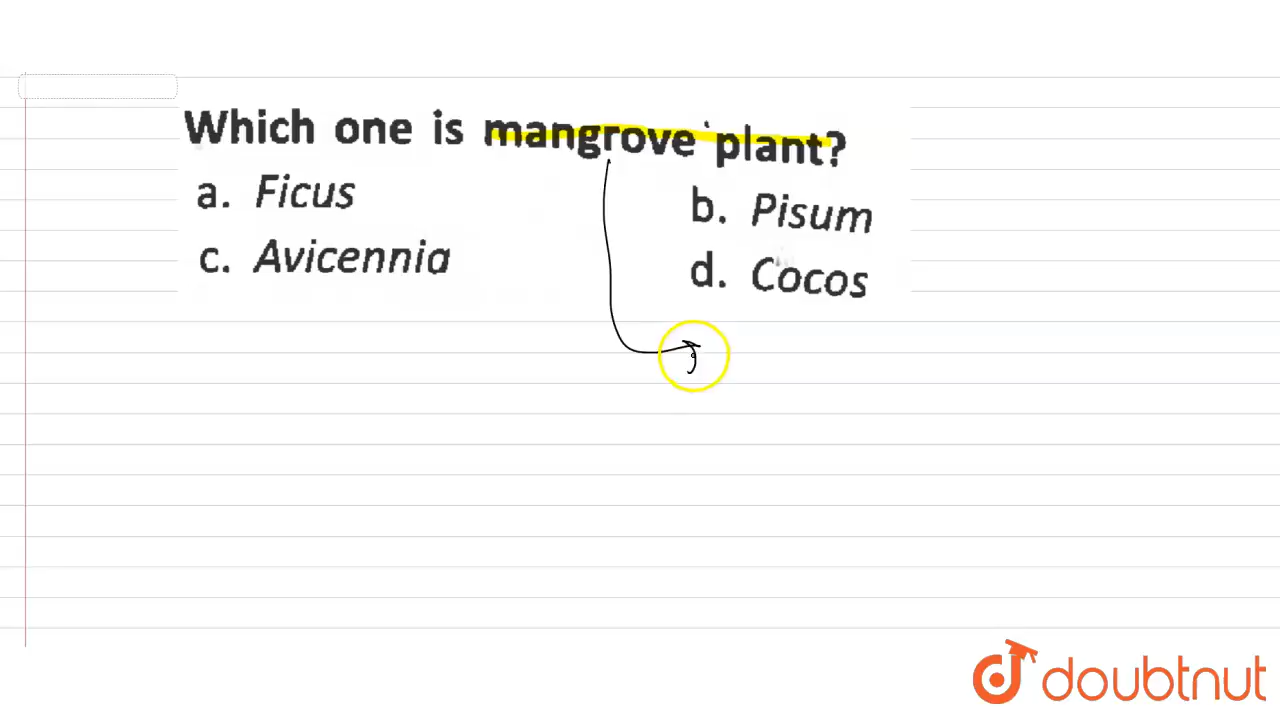 Which one is mangrove plant?
a. Ficus b. Pisum
c. Avicennia d. Cocos
doubtnut